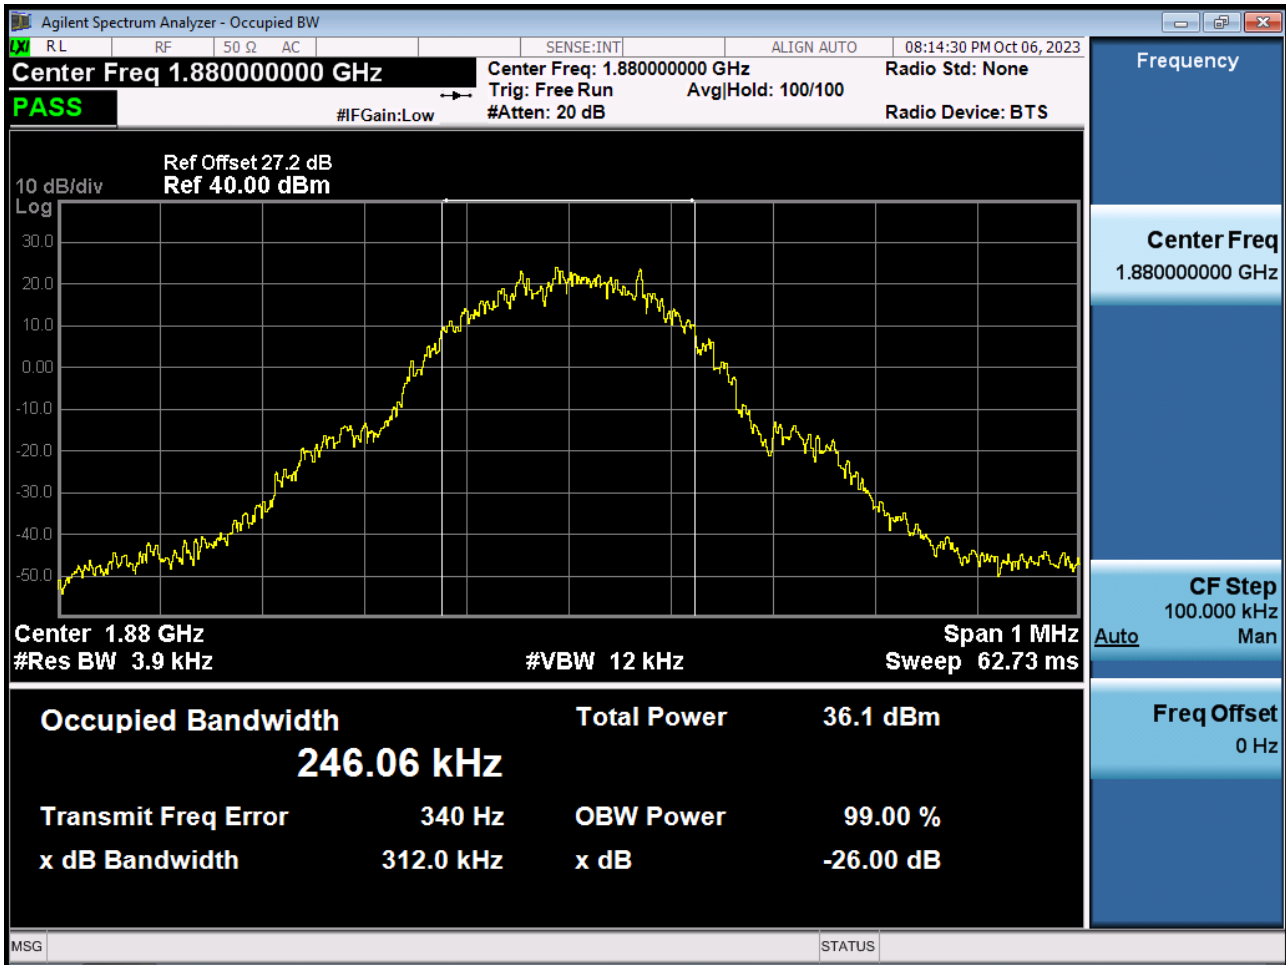 Agilent Spectrum Analyzer - Occupied BW
LXI RL RF 50 Ω AC SENSE:INT ALIGN AUTO 08:14:30 PM Oct 06, 2023
Center Freq 1.880000000 GHz
Center Freq: 1.880000000 GHz
Radio Std: None
Trig: Free Run Avg|Hold: 100/100
PASS
#IFGain:Low
#Atten: 20 dB
Radio Device: BTS
Ref Offset 27.2 dB
10 dB/div Ref 40.00 dBm
Log
30.0
20.0
10.0
0.00
-10.0
-20.0
-30.0
-40.0
-50.0
Center 1.88 GHz Span 1 MHz
#Res BW 3.9 kHz #VBW 12 kHz Sweep 62.73 ms
Occupied Bandwidth Total Power 36.1 dBm
246.06 kHz
Transmit Freq Error 340 Hz OBW Power 99.00 %
x dB Bandwidth 312.0 kHz x dB -26.00 dB
MSG STATUS
Frequency
Center Freq
1.880000000 GHz
CF Step
100.000 kHz
Auto Man
Freq Offset
0 Hz